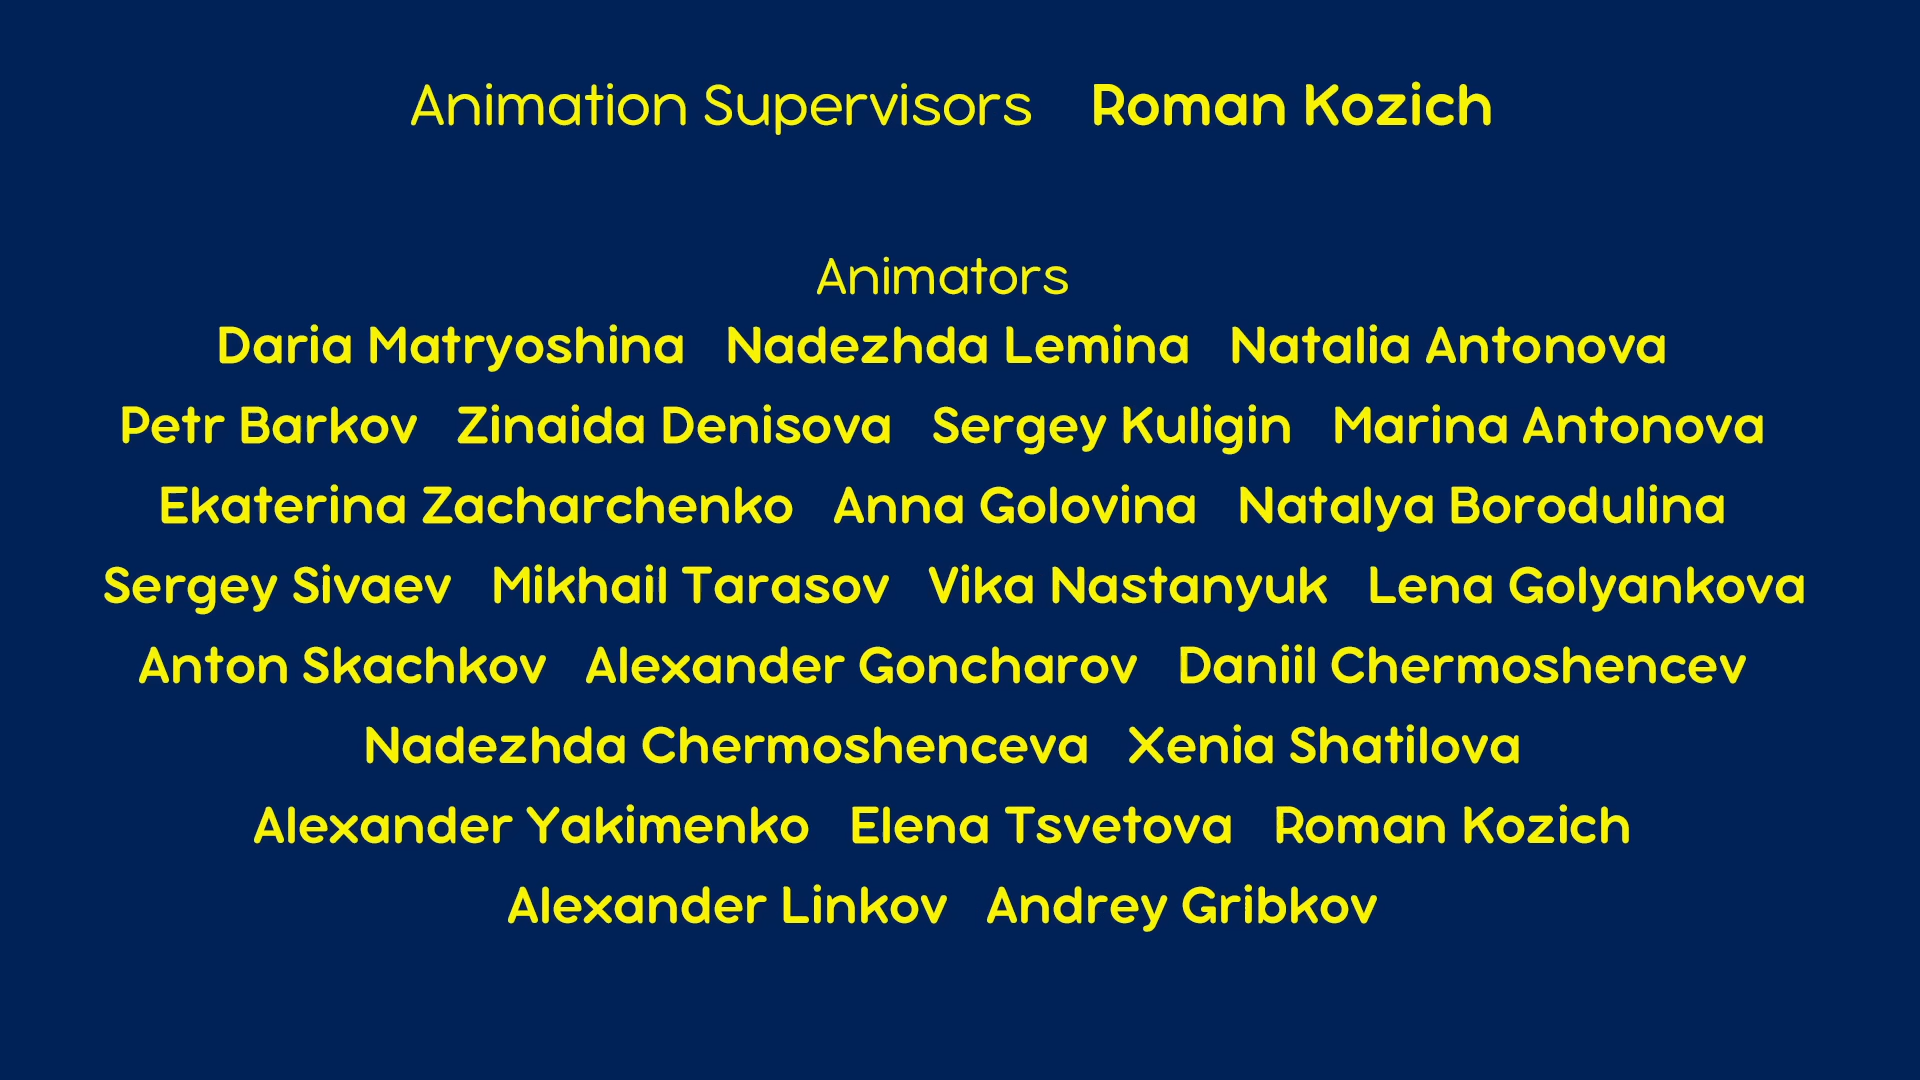 Animation Supervisors Roman Kozich
Animators
Daria Matryoshina Nadezhda Lemina Natalia Antonova
Petr Barkov Zinaida Denisova Sergey Kuligin Marina Antonova
Ekaterina Zacharchenko Anna Golovina Natalya Borodulina
Sergey Sivaev Mikhail Tarasov Vika Nastanyuk Lena Golyankova
Anton Skachkov Alexander Goncharov Daniil Chermoshencev
Nadezhda Chermoshenceva Xenia Shatilova
Alexander Yakimenko Elena Tsvetova Roman Kozich
Alexander Linkov Andrey Gribkov